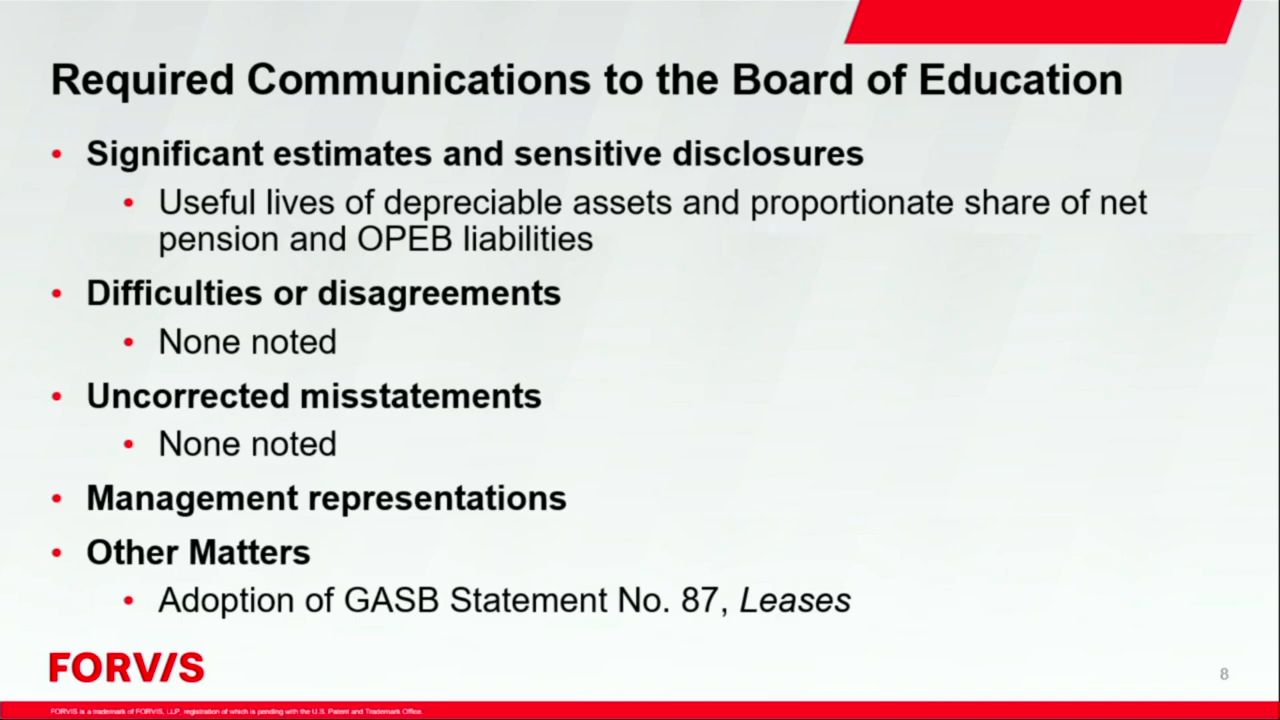 Required Communications to the Board of Education
• Significant estimates and sensitive disclosures
• Useful lives of depreciable assets and proportionate share of net
pension and OPEB liabilities
• Difficulties or disagreements
• None noted
• Uncorrected misstatements
• None noted
• Management representations
• Other Matters
• Adoption of GASB Statement No. 87, Leases
FORVIS
8
FORVIS is a trademark of FORVIS, LLP, registration of which is pending with the U.S. Patent and Trademark Office.